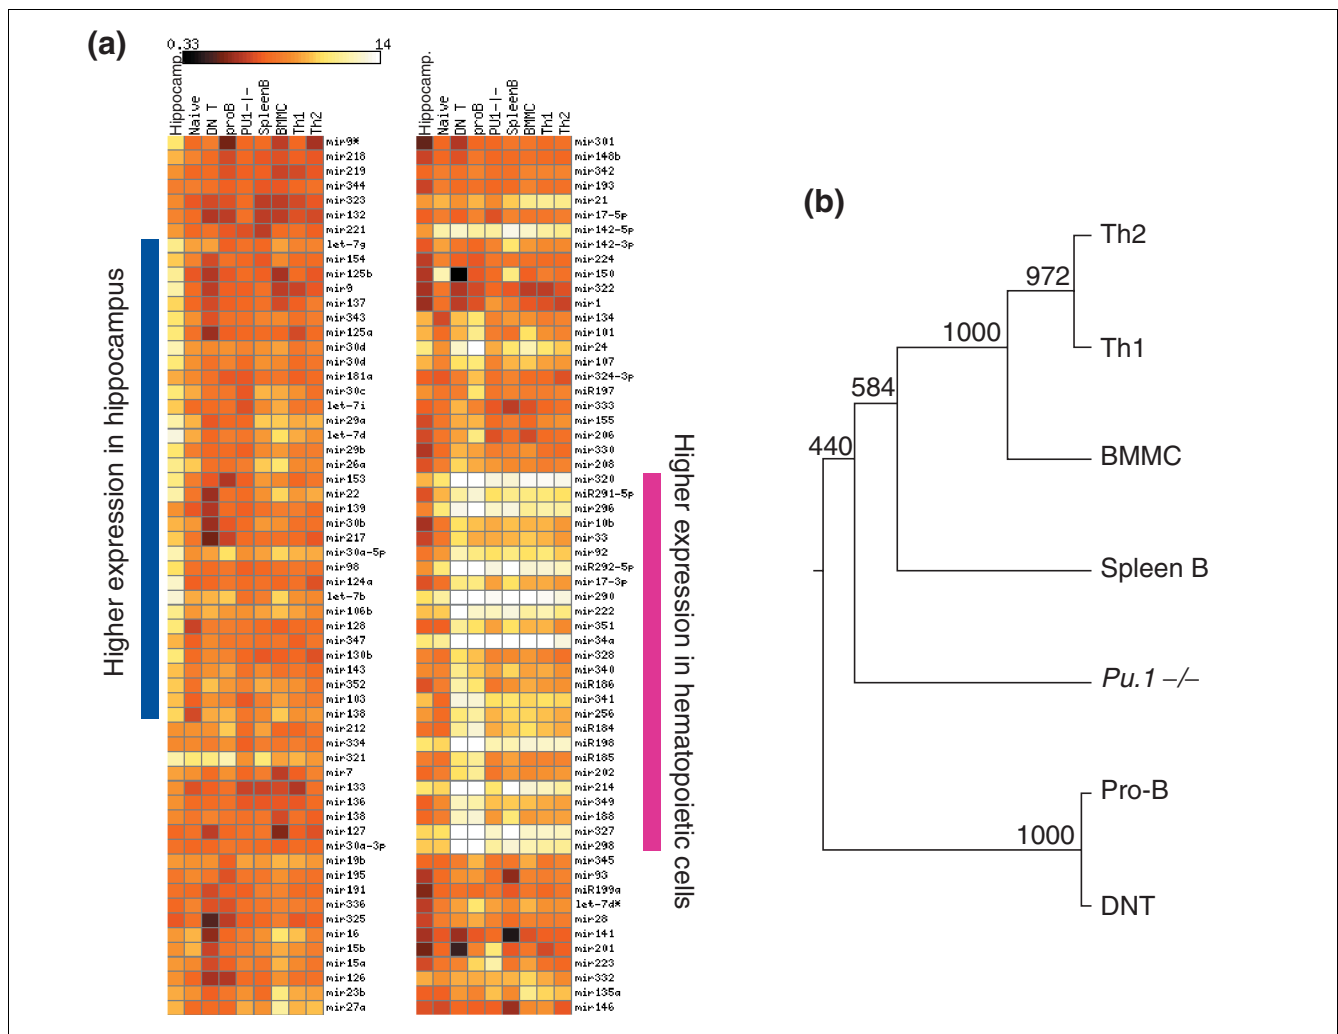 (a)
0.33
14
Hippocamp.
Naive
DN T
proB
PU1-|-
SpleenB
BMMC
Th1
Th2
mir9*
mir218
mir219
mir344
mir323
mir132
mir221
let-7g
mir154
mir125b
mir9
mir137
mir343
mir125a
mir30d
mir30d
mir181a
mir30c
let-7i
mir29a
let-7d
mir29b
mir26a
mir153
mir22
mir139
mir30b
mir217
mir30a-5p
mir98
mir124a
let-7b
mir106b
mir128
mir347
mir130b
mir143
mir352
mir103
mir138
mir212
mir334
mir321
mir7
mir133
mir136
mir138
mir127
mir30a-3p
mir19b
mir195
mir191
mir336
mir325
mir16
mir15b
mir15a
mir126
mir23b
mir27a
Higher expression in hippocampus
Hippocamp.
Naive
DN T
proB
PU1-|-
SpleenB
BMMC
Th1
Th2
mir301
mir148b
mir342
mir193
mir21
mir17-5p
mir142-5p
mir142-3p
mir224
mir150
mir322
mir1
mir134
mir101
mir24
mir107
mir324-3p
miR197
mir333
mir155
mir206
mir330
mir208
mir320
miR291-5p
mir296
mir10b
mir33
mir92
miR292-5p
mir17-3p
mir290
mir222
mir351
mir34a
mir328
mir340
miR186
mir341
mir256
miR184
miR198
miR185
mir202
mir214
mir349
mir188
mir327
mir298
mir345
mir93
miR199a
let-7d*
mir28
mir141
mir201
mir223
mir332
mir135a
mir146
Higher expression in hematopoietic cells
(b)
Th2
972
1000
Th1
584
440
BMMC
Spleen B
Pu.1 –/–
Pro-B
1000
DNT